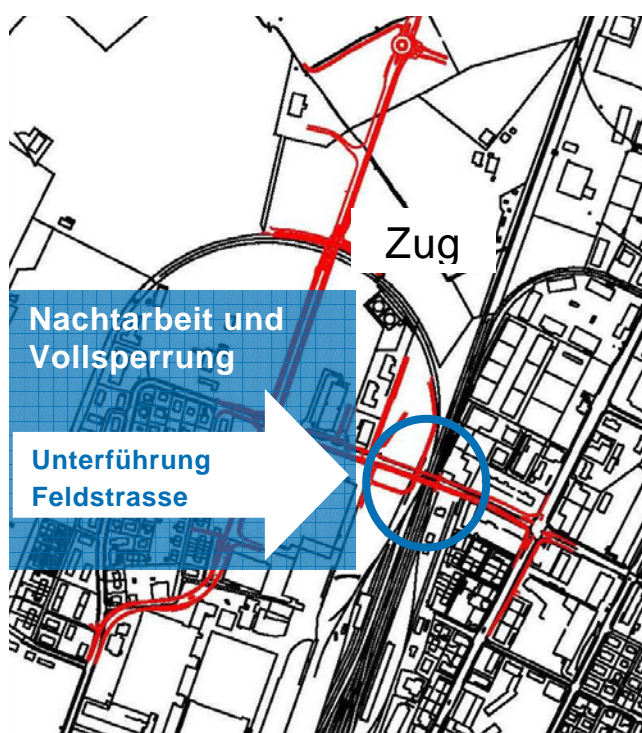 Zug
Nachtarbeit und
Vollsperrung
Unterführung
Feldstrasse